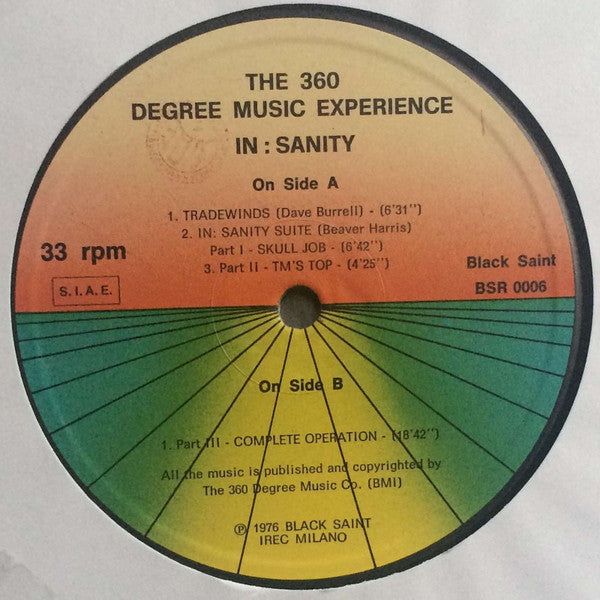 THE 360
DEGREE MUSIC EXPERIENCE
IN : SANITY
On Side A
1. TRADEWINDS (Dave Burrell) - (6'31")
2. IN: SANITY SUITE (Beaver Harris)
Part I - SKULL JOB - (6'42")
3. Part II - TM'S TOP - (4'25")
33 rpm
S. I. A. E.
Black Saint
BSR 0006
On Side B
1. Part III - COMPLETE OPERATION - (18'42")
All the music is published and copyrighted by
The 360 Degree Music Co. (BMI)
℗ 1976 BLACK SAINT
IREC MILANO